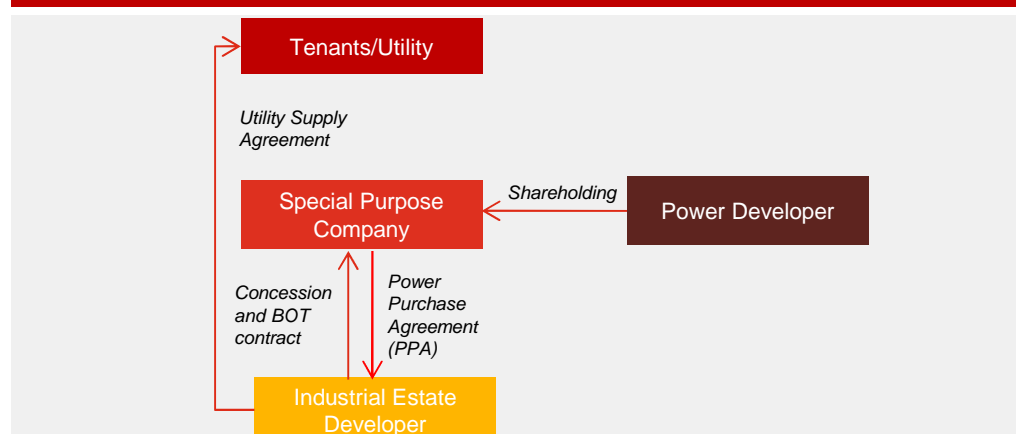 Tenants/Utility
Utility Supply
Agreement
Special Purpose
Company
Shareholding
Power Developer
Concession
and BOT
contract
Power
Purchase
Agreement
(PPA)
Industrial Estate
Developer